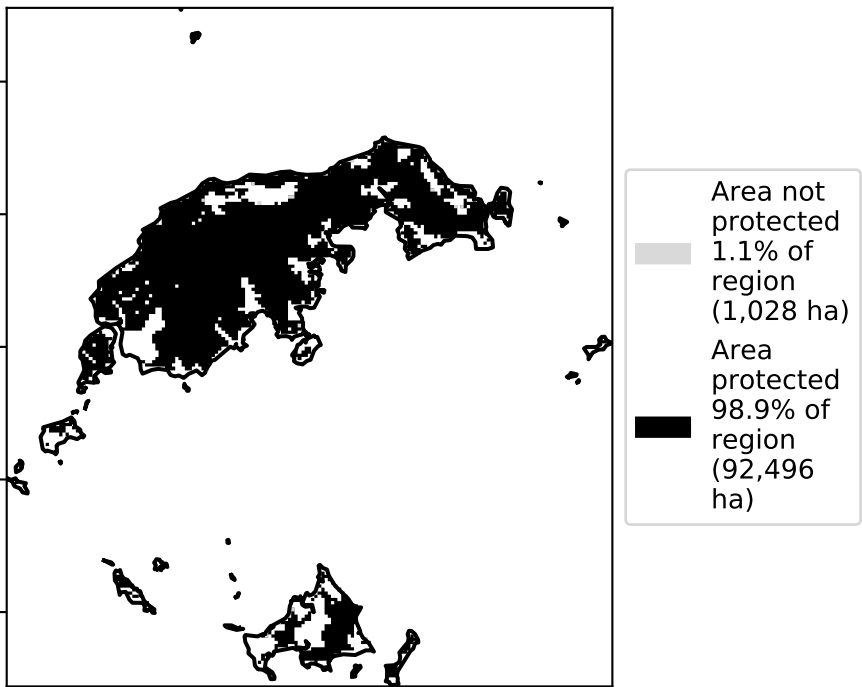 Area not
protected
1.1% of
region
(1,028 ha)
Area
protected
98.9% of
region
(92,496
ha)